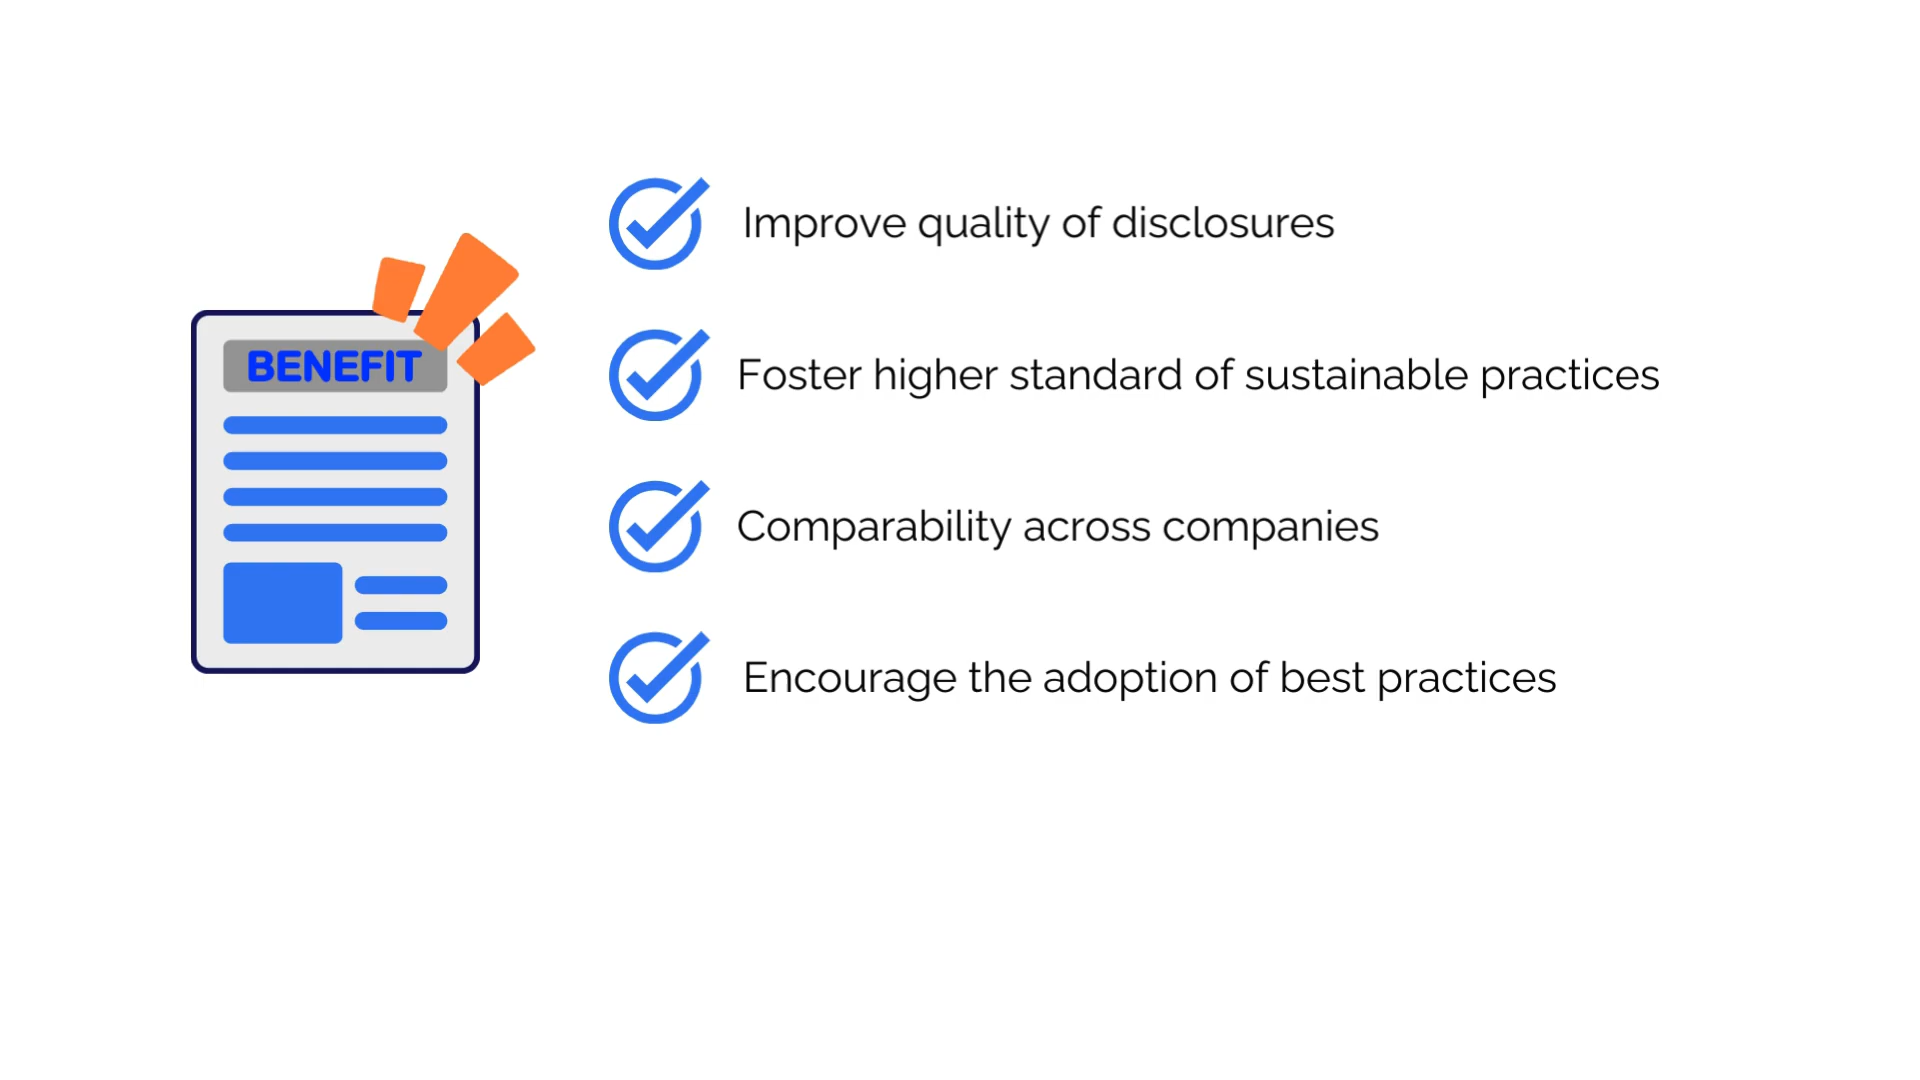 BENEFIT
Improve quality of disclosures
Foster higher standard of sustainable practices
Comparability across companies
Encourage the adoption of best practices